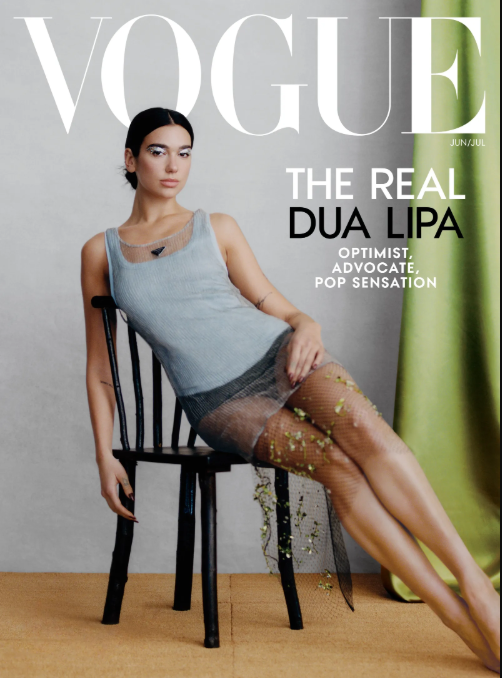 VOGUE
JUN/JUL
THE REAL
DUA LIPA
OPTIMIST,
ADVOCATE,
POP SENSATION